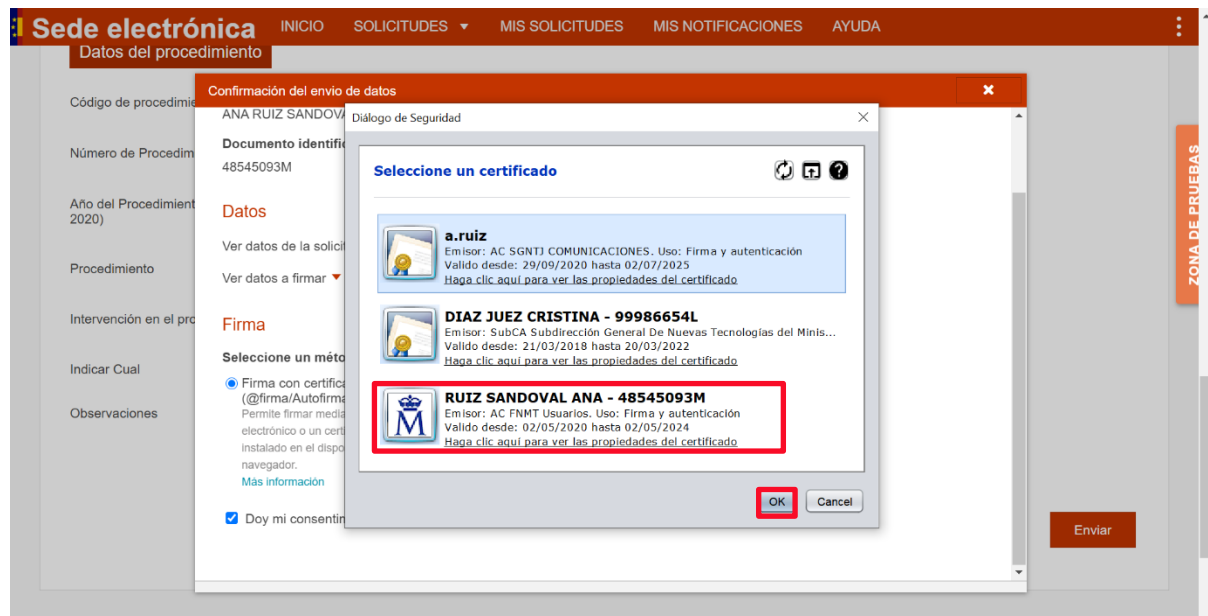 Sede electrónica INICIO SOLICITUDES MIS SOLICITUDES MIS NOTIFICACIONES AYUDA
Datos del procedimiento
Código de procedimie
Número de Procedim
Año del Procedimient
2020)
Procedimiento
Intervención en el pro
Indicar Cual
Observaciones
Confirmación del envio de datos
ANA RUIZ SANDOVA
Documento identific
48545093M
Datos
Ver datos de la solicit
Ver datos a firmar
Firma
Seleccione un méto
Firma con certifica
(@firma/Autofirma
Permite firmar media
electrónico o un cert
instalado en el dispo
navegador.
Más información
Doy mi consentin
Diálogo de Seguridad
Seleccione un certificado
a.ruiz
Emisor: AC SGNTJ COMUNICACIONES. Uso: Firma y autenticación
Valido desde: 29/09/2020 hasta 02/07/2025
Haga clic aquí para ver las propiedades del certificado
DIAZ JUEZ CRISTINA - 99986654L
Emisor: SubCA Subdirección General De Nuevas Tecnologías del Minis...
Valido desde: 21/03/2018 hasta 20/03/2022
Haga clic aquí para ver las propiedades del certificado
RUIZ SANDOVAL ANA - 48545093M
Emisor: AC FNMT Usuarios. Uso: Firma y autenticación
Valido desde: 02/05/2020 hasta 02/05/2024
Haga clic aquí para ver las propiedades del certificado
OK Cancel
Enviar
ZONA DE PRUEBAS